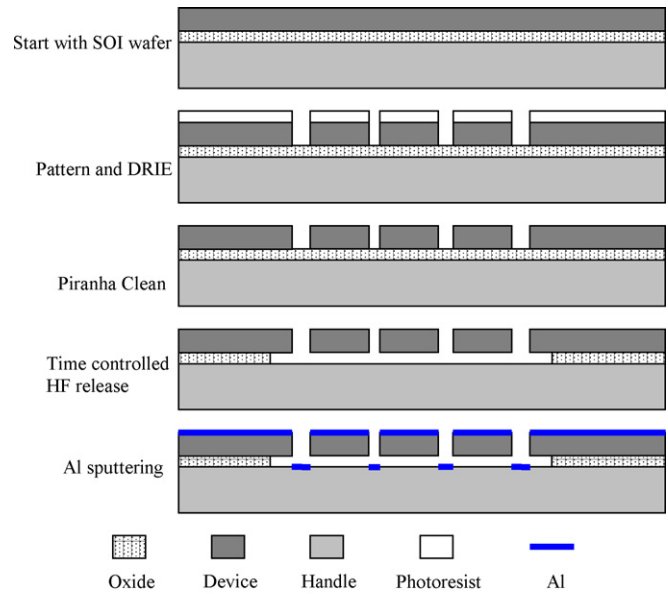 Start with SOI wafer
Pattern and DRIE
Piranha Clean
Time controlled
HF release
Al sputtering
Oxide Device Handle Photoresist Al